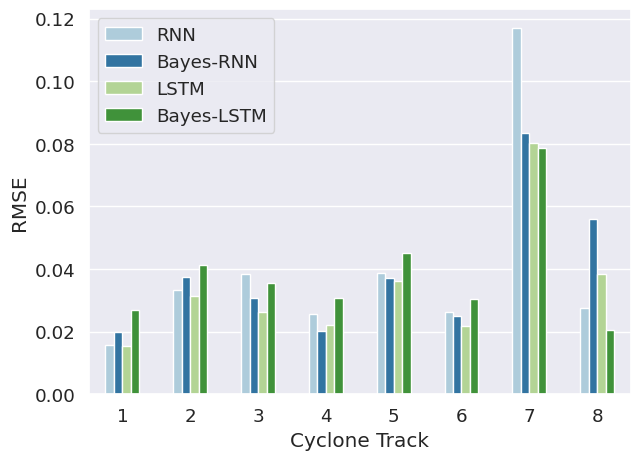 0.12
0.10
0.08
0.06
0.04
0.02
0.00
RMSE
RNN
Bayes-RNN
LSTM
Bayes-LSTM
1 2 3 4 5 6 7 8
Cyclone Track